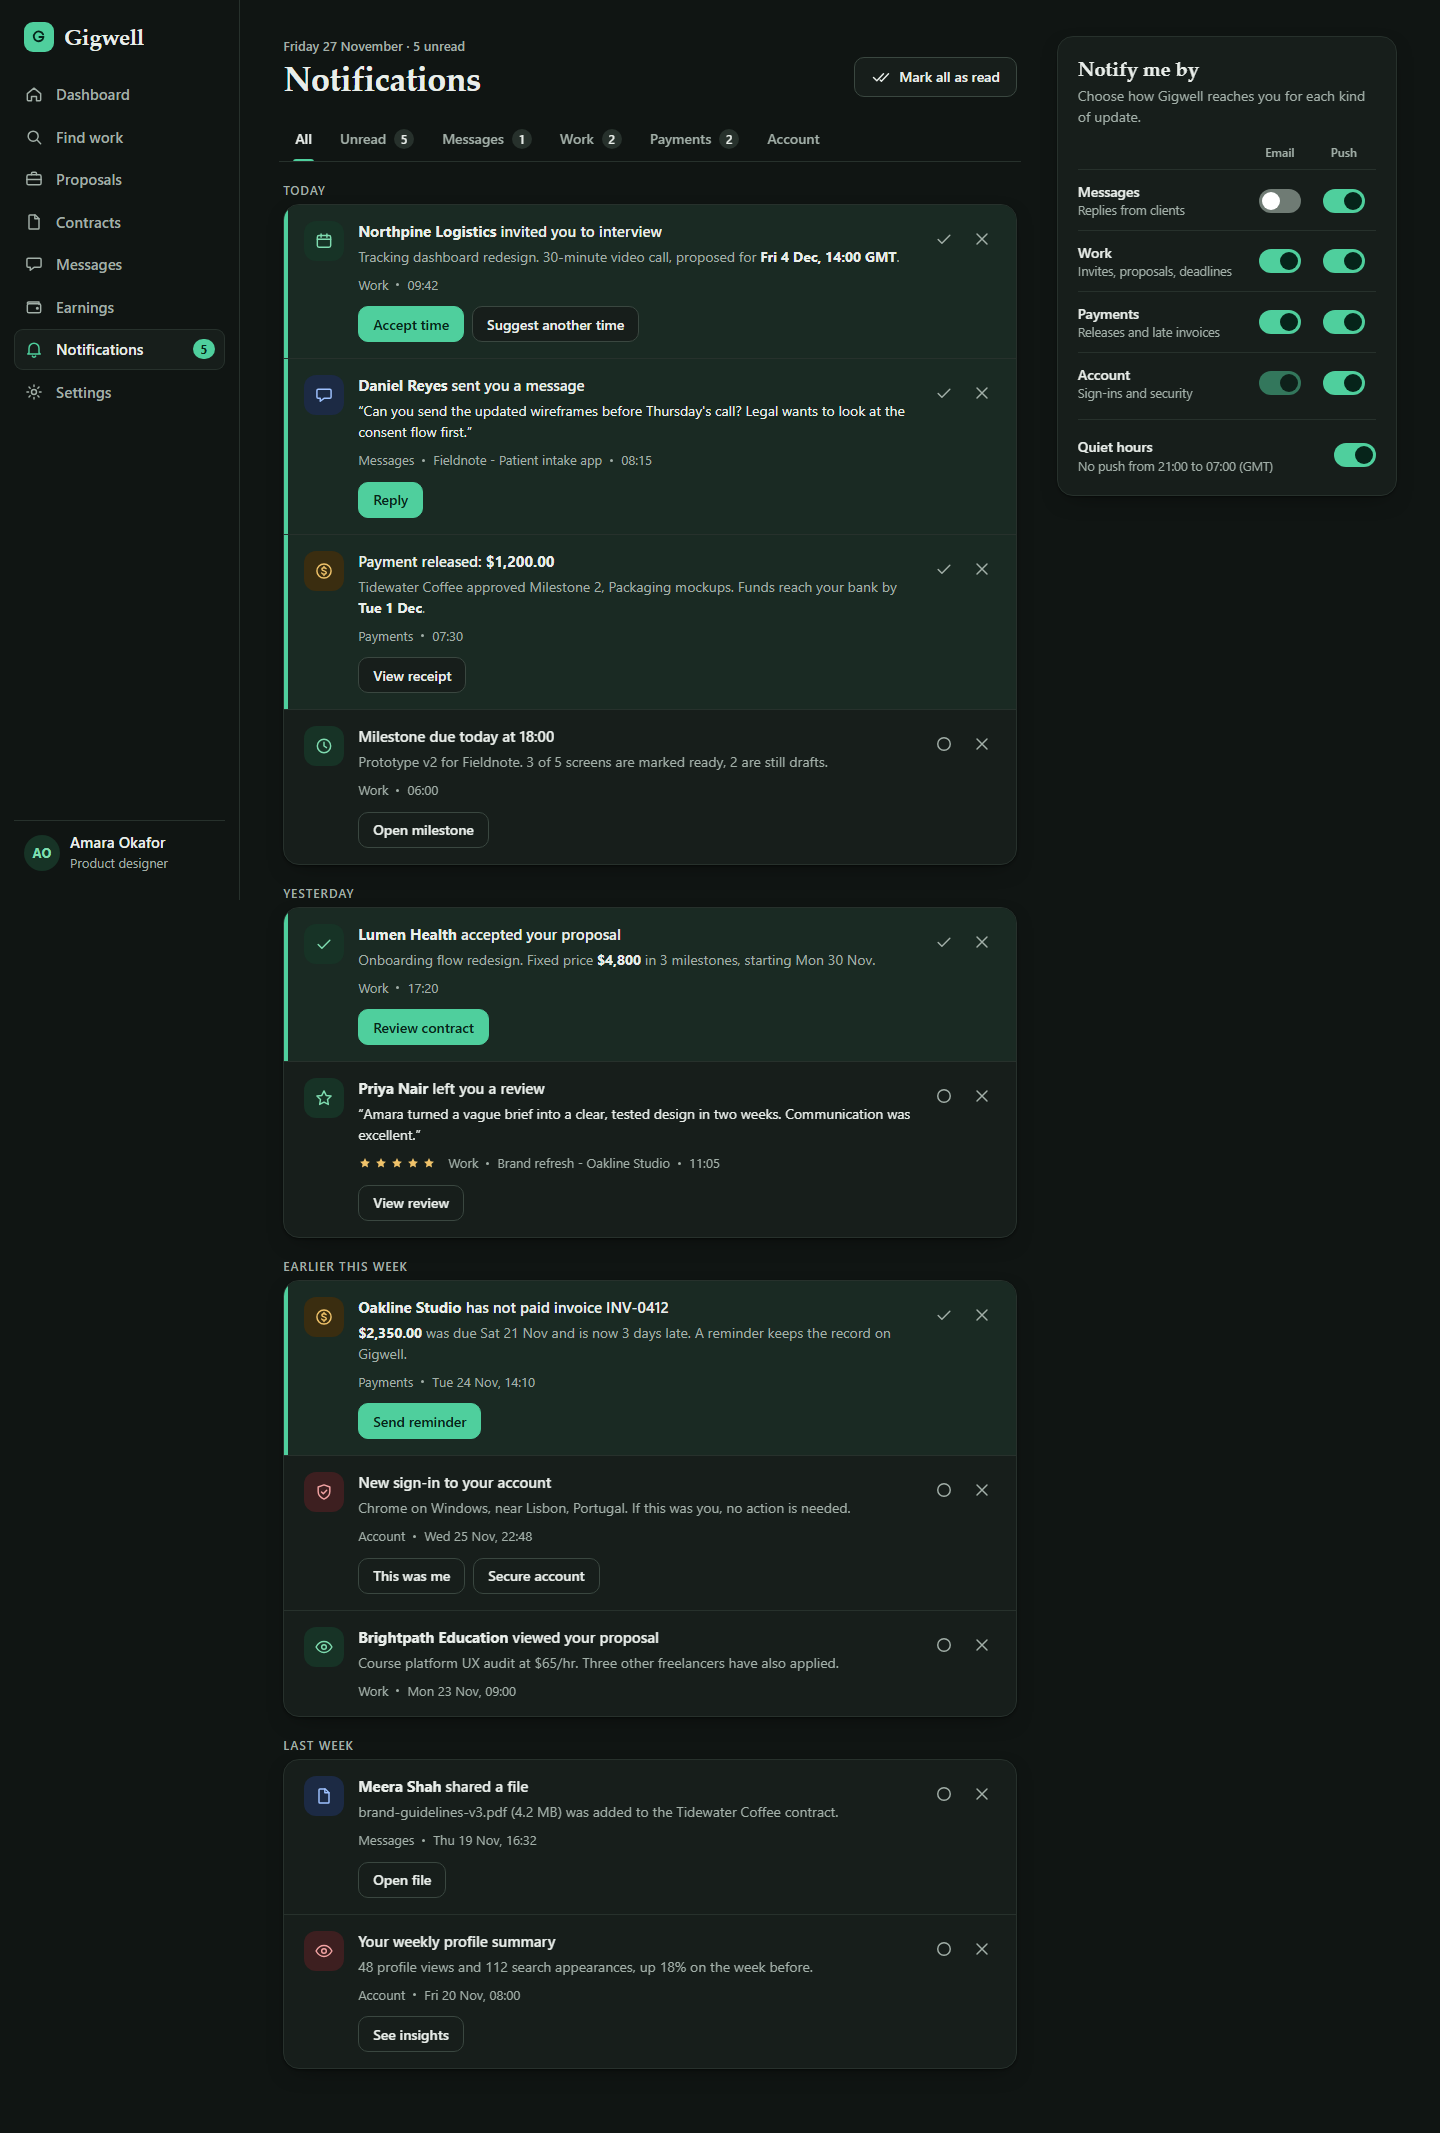 G Gigwell
Dashboard
Find work
Proposals
Contracts
Messages
Earnings
Notifications 5
Settings
AO
Amara Okafor
Product designer
Friday 27 November · 5 unread
Notifications
Mark all as read
All
Unread 5
Messages 1
Work 2
Payments 2
Account
TODAY
Northpine Logistics invited you to interview
Tracking dashboard redesign. 30-minute video call, proposed for Fri 4 Dec, 14:00 GMT.
Work • 09:42
Accept time
Suggest another time
Daniel Reyes sent you a message
“Can you send the updated wireframes before Thursday's call? Legal wants to look at the
consent flow first.”
Messages • Fieldnote - Patient intake app • 08:15
Reply
Payment released: $1,200.00
Tidewater Coffee approved Milestone 2, Packaging mockups. Funds reach your bank by
Tue 1 Dec.
Payments • 07:30
View receipt
Milestone due today at 18:00
Prototype v2 for Fieldnote. 3 of 5 screens are marked ready, 2 are still drafts.
Work • 06:00
Open milestone
YESTERDAY
Lumen Health accepted your proposal
Onboarding flow redesign. Fixed price $4,800 in 3 milestones, starting Mon 30 Nov.
Work • 17:20
Review contract
Priya Nair left you a review
“Amara turned a vague brief into a clear, tested design in two weeks. Communication was
excellent.”
Work • Brand refresh - Oakline Studio • 11:05
View review
EARLIER THIS WEEK
Oakline Studio has not paid invoice INV-0412
$2,350.00 was due Sat 21 Nov and is now 3 days late. A reminder keeps the record on
Gigwell.
Payments • Tue 24 Nov, 14:10
Send reminder
New sign-in to your account
Chrome on Windows, near Lisbon, Portugal. If this was you, no action is needed.
Account • Wed 25 Nov, 22:48
This was me
Secure account
Brightpath Education viewed your proposal
Course platform UX audit at $65/hr. Three other freelancers have also applied.
Work • Mon 23 Nov, 09:00
LAST WEEK
Meera Shah shared a file
brand-guidelines-v3.pdf (4.2 MB) was added to the Tidewater Coffee contract.
Messages • Thu 19 Nov, 16:32
Open file
Your weekly profile summary
48 profile views and 112 search appearances, up 18% on the week before.
Account • Fri 20 Nov, 08:00
See insights
Notify me by
Choose how Gigwell reaches you for each kind
of update.
Email Push
Messages
Replies from clients
Work
Invites, proposals, deadlines
Payments
Releases and late invoices
Account
Sign-ins and security
Quiet hours
No push from 21:00 to 07:00 (GMT)